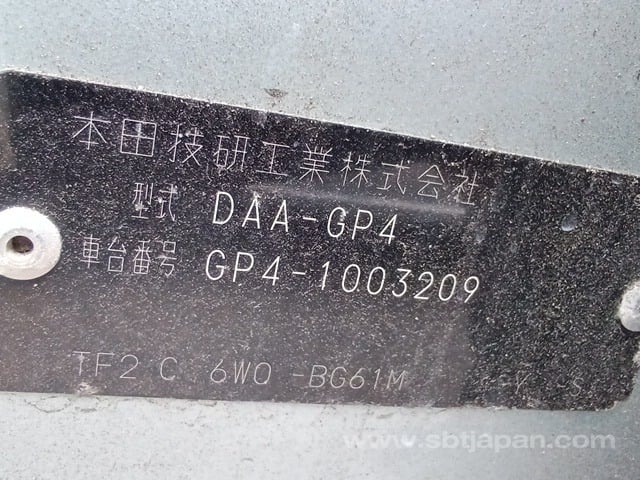 本田技研工業株式会社
型式 DAA-GP4
車台番号 GP4-1003209
TF2 C 6W0 -BG61M -Y -S
www.sbtjapan.com